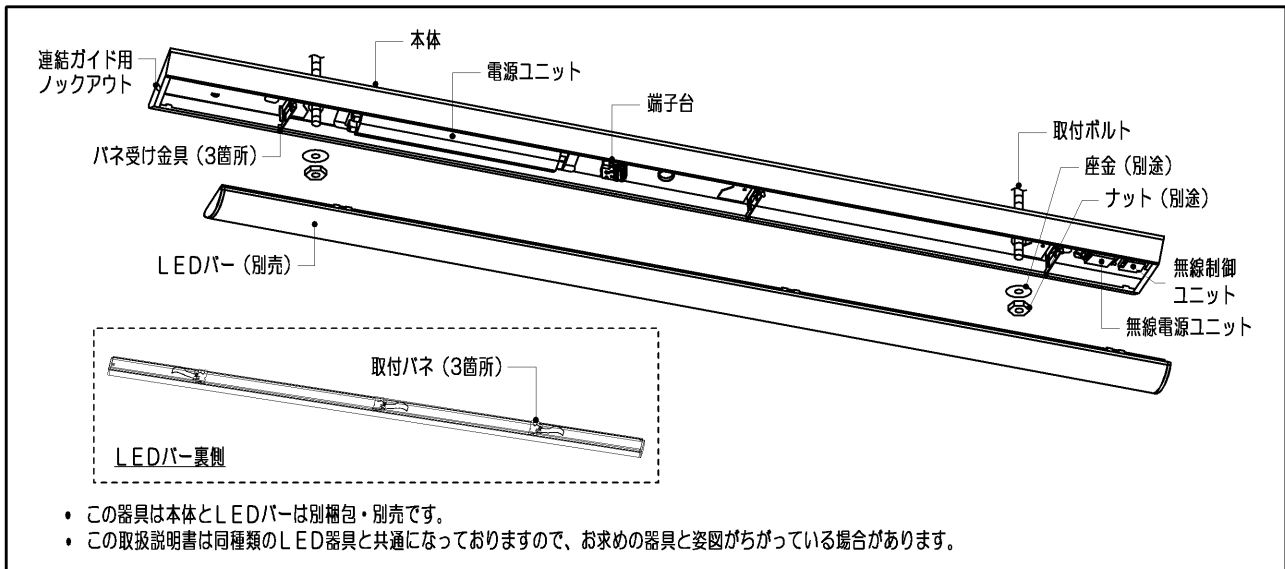 本体
連結ガイド用
ノックアウト
電源ユニット
端子台
取付ボルト
バネ受け金具（3箇所）
座金（別途）
ナット（別途）
LEDバー（別売）
無線制御
ユニット
無線電源ユニット
取付バネ（3箇所）
LEDバー裏側
• この器具は本体とLEDバーは別梱包・別売です。
• この取扱説明書は同種類のLED器具と共通になっておりますので、お求めの器具と姿図がちがっている場合があります。